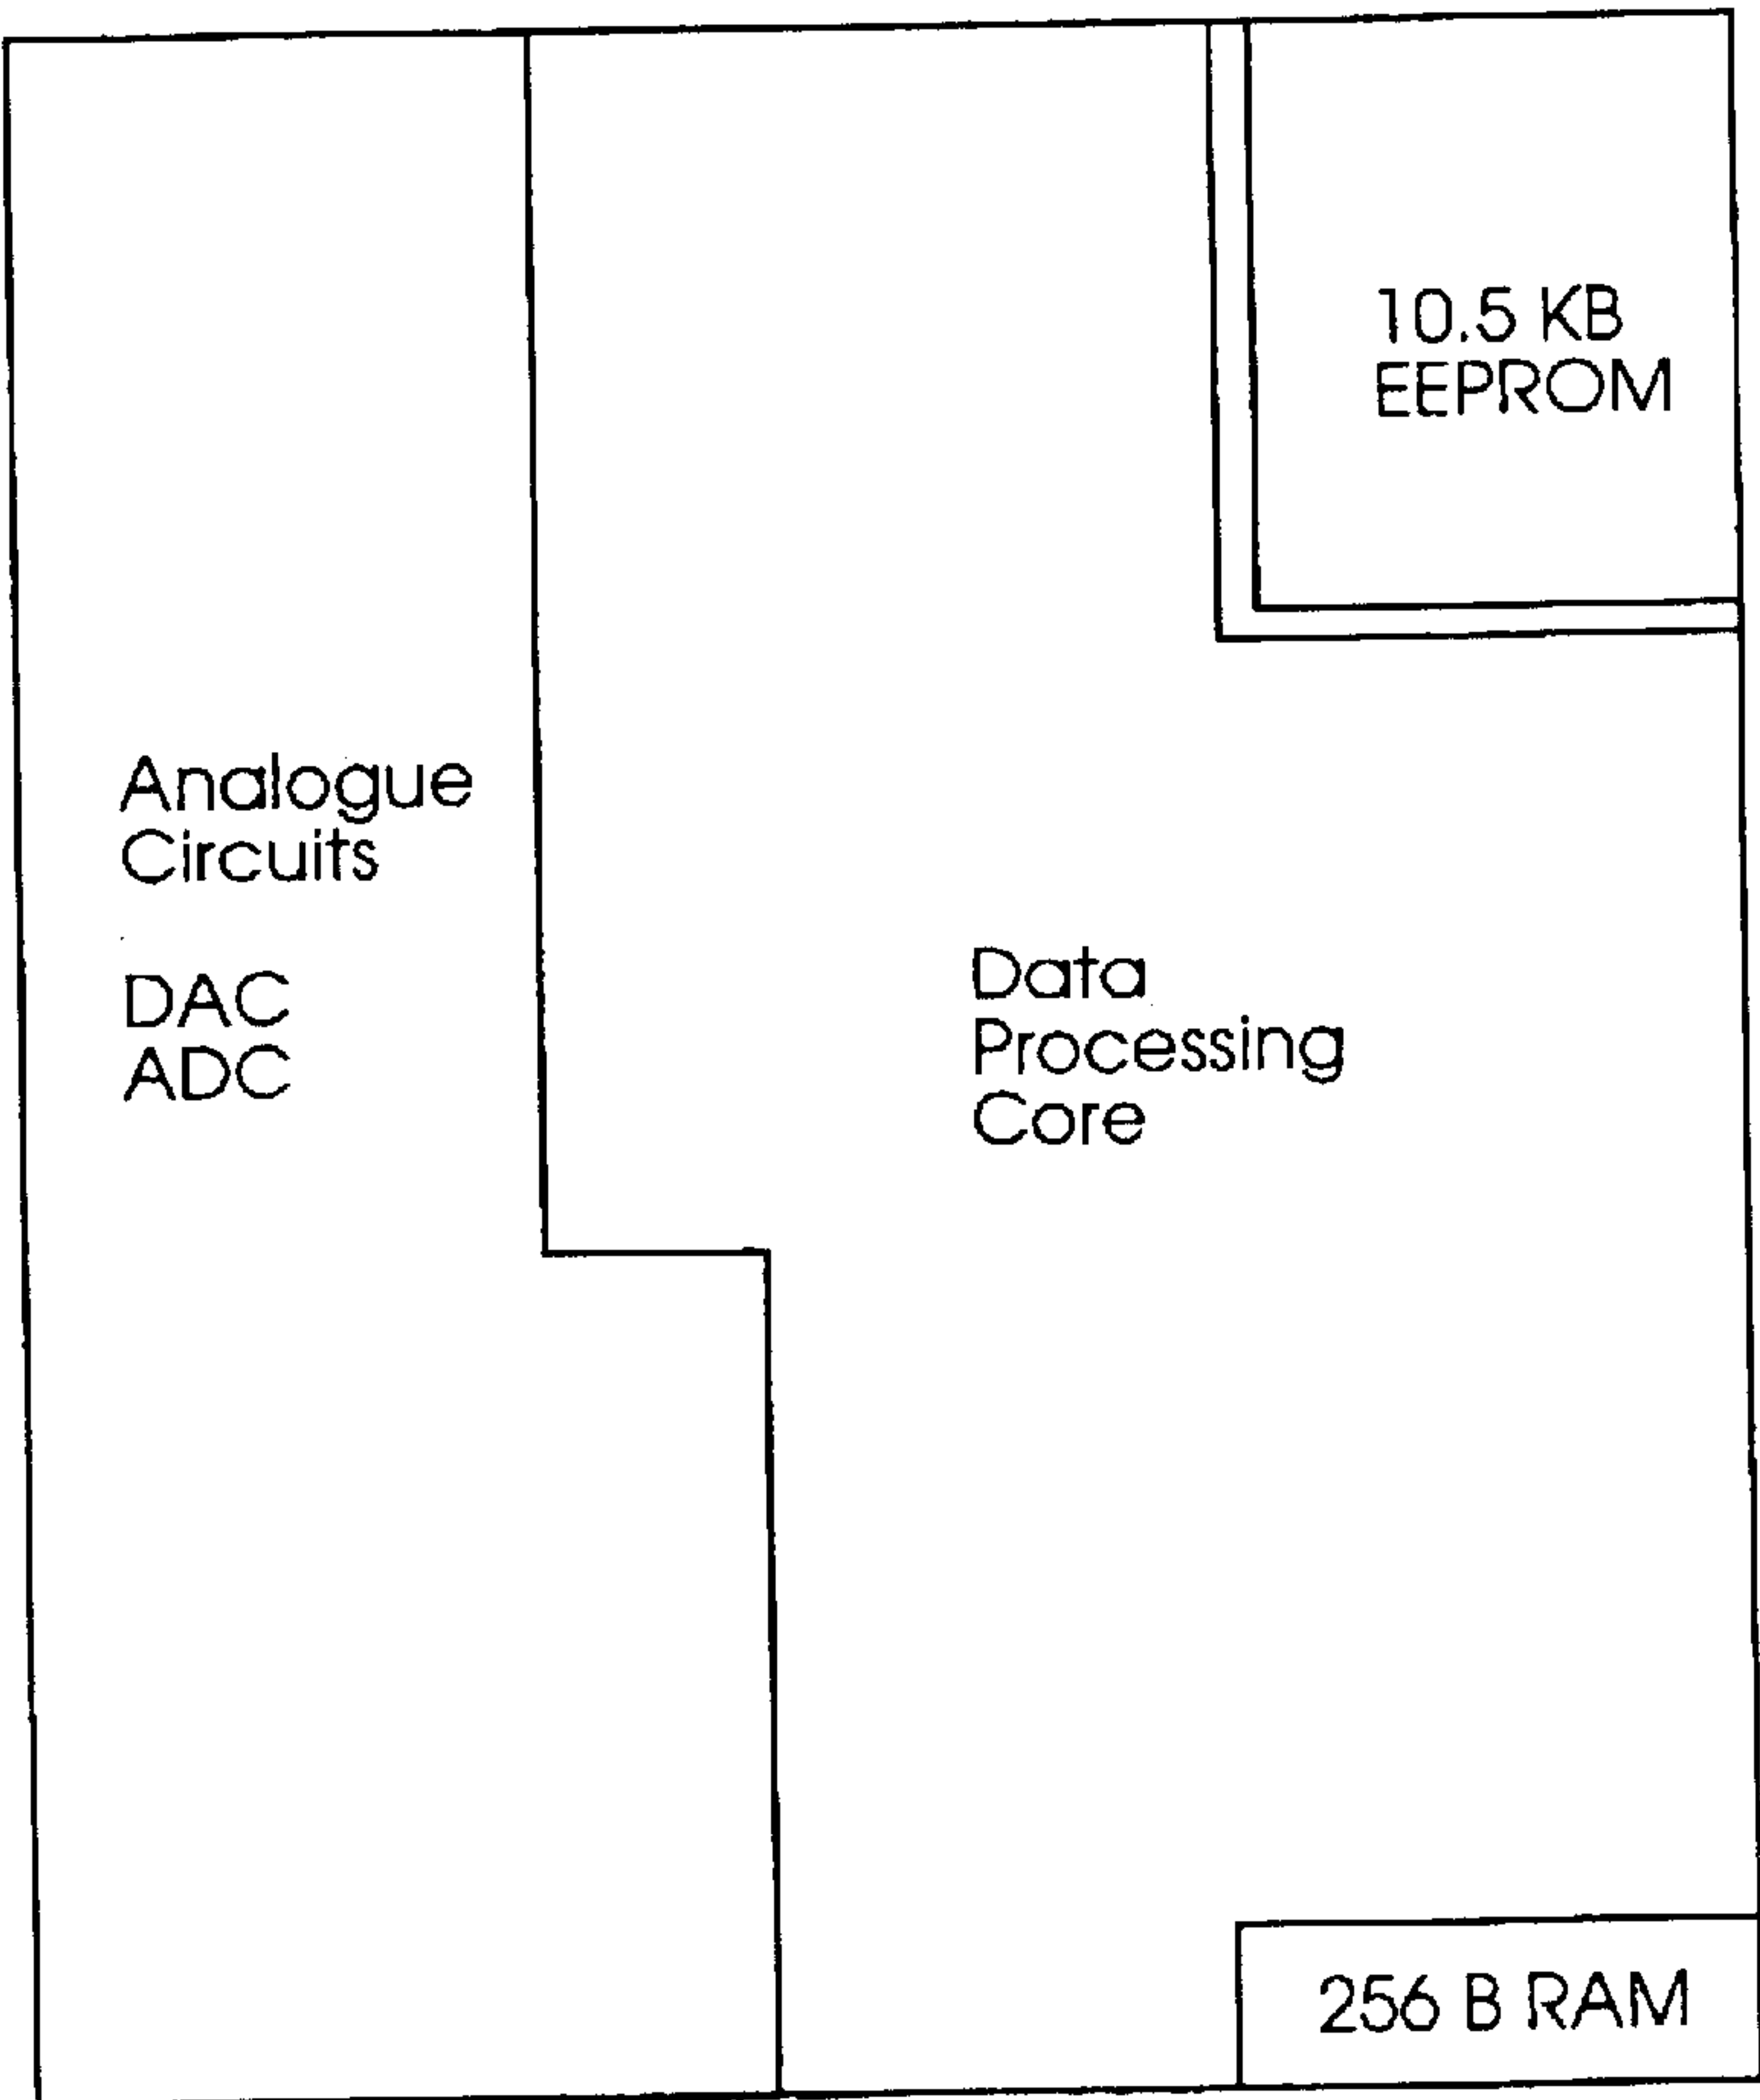 10.5 KB
EEPROM
Analogue
Circuits
DAC
ADC
Data
Processing
Core
256 B RAM